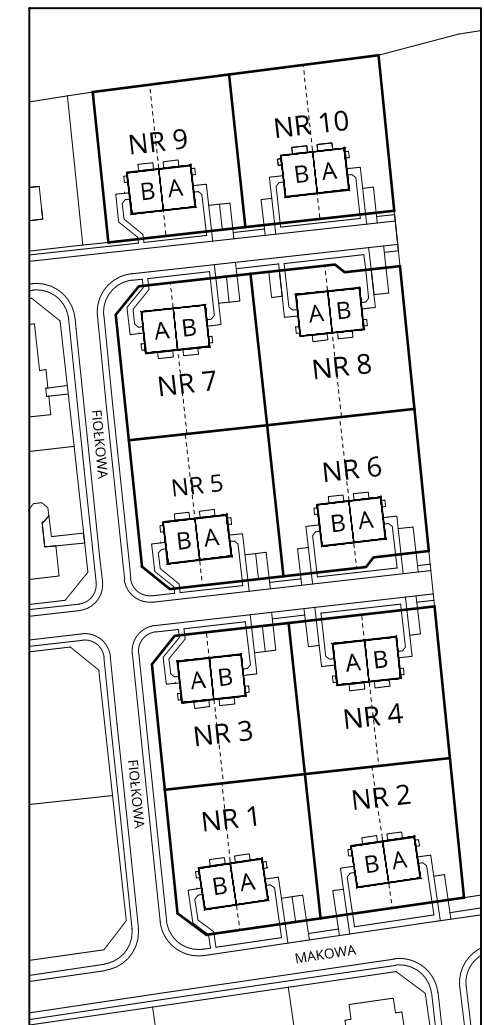 NR 9
B A
NR 10
B A
A B
NR 7
A B
NR 8
FIOŁKOWA
NR 5
B A
NR 6
B A
A B
NR 3
A B
NR 4
FIOŁKOWA
NR 1
B A
NR 2
B A
MAKOWA